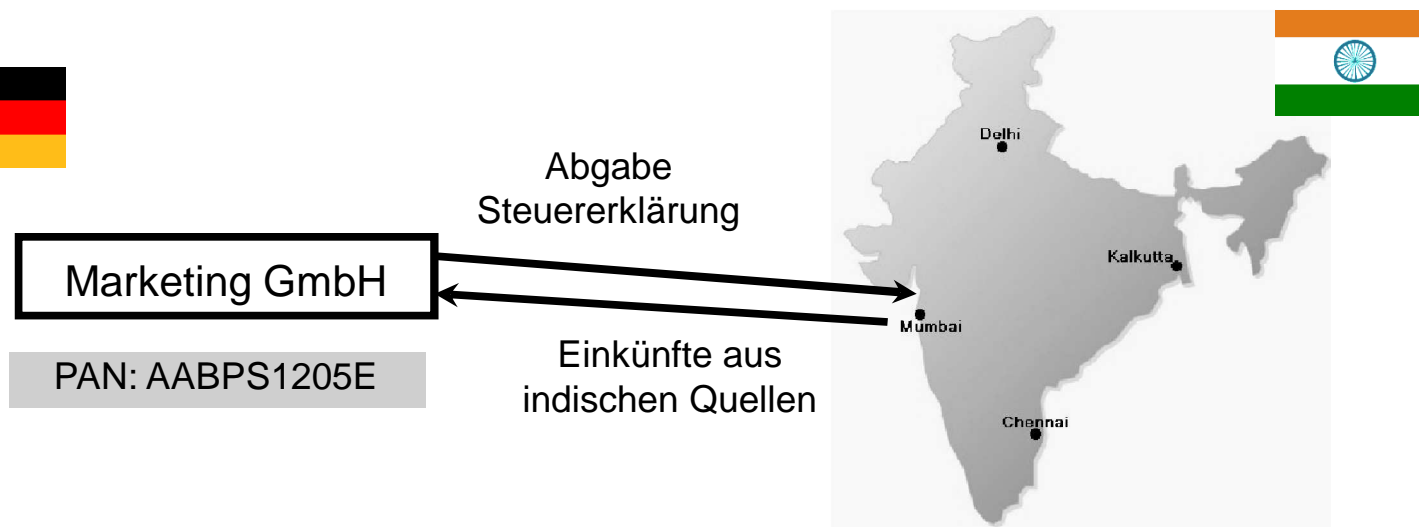 Delhi
Abgabe
Steuererklärung
Kalkutta
Marketing GmbH
Mumbai
Einkünfte aus
indischen Quellen
PAN: AABPS1205E
Chennai